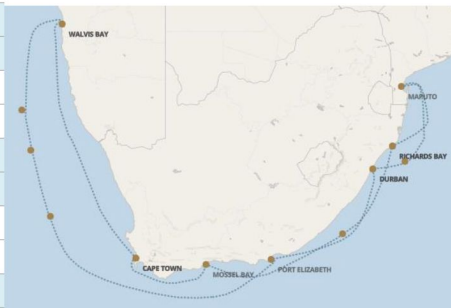 WALVIS BAY
MAPUTO
RICHARDS BAY
DURBAN
CAPE TOWN
MOSSEL BAY
PORT ELIZABETH